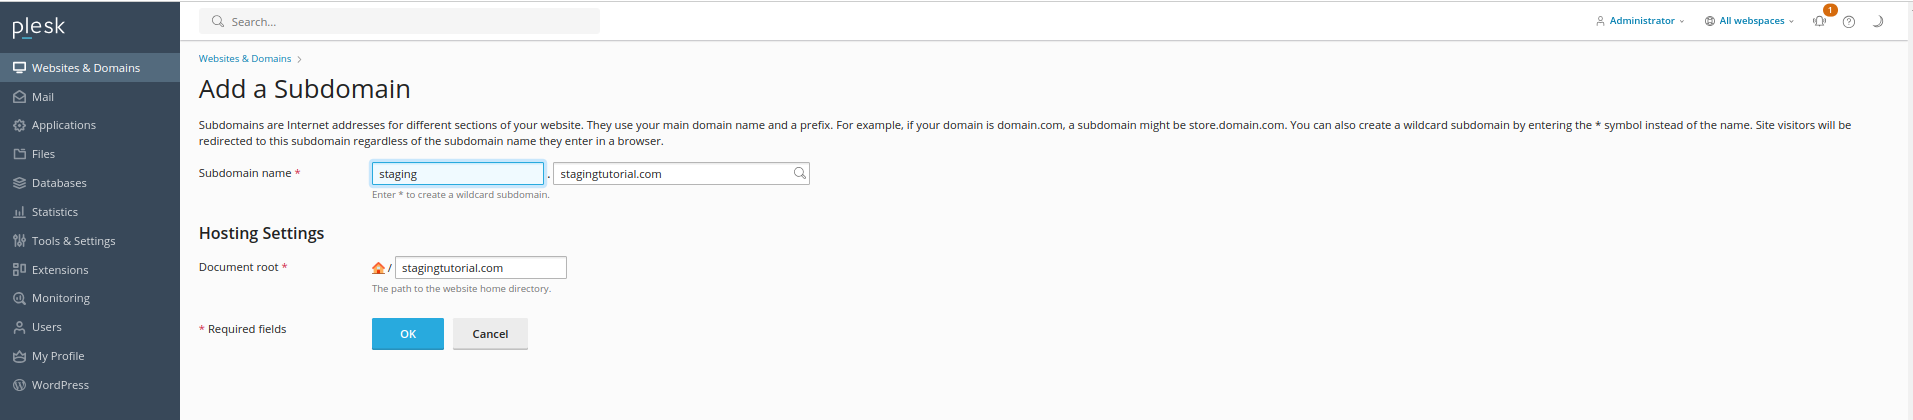 plesk
Search...
Administrator
All webspaces
1
Websites & Domains
Mail
Applications
Files
Databases
Statistics
Tools & Settings
Extensions
Monitoring
Users
My Profile
WordPress
Websites & Domains >
Add a Subdomain
Subdomains are Internet addresses for different sections of your website. They use your main domain name and a prefix. For example, if your domain is domain.com, a subdomain might be store.domain.com. You can also create a wildcard subdomain by entering the * symbol instead of the name. Site visitors will be
redirected to this subdomain regardless of the subdomain name they enter in a browser.
Subdomain name * staging . stagingtutorial.com
Enter * to create a wildcard subdomain.
Hosting Settings
Document root * / stagingtutorial.com
The path to the website home directory.
* Required fields OK Cancel